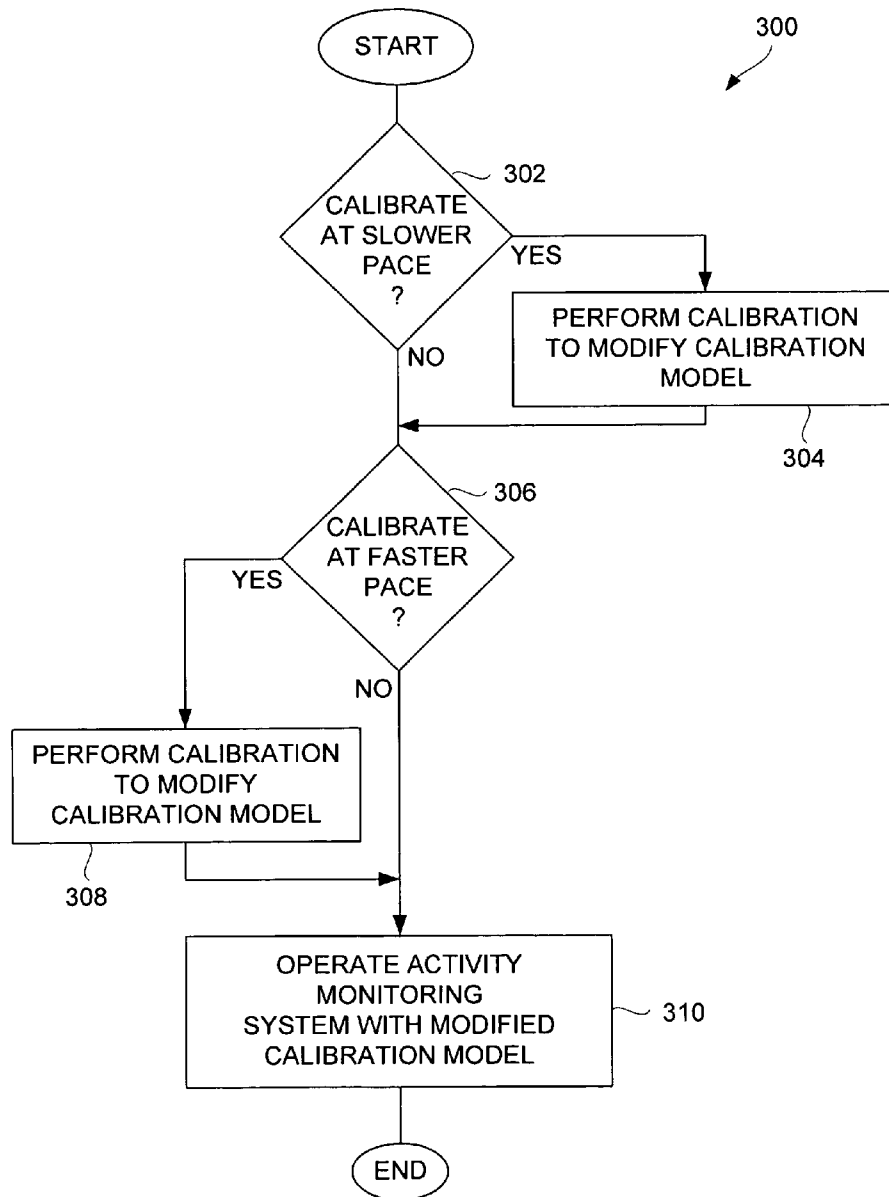 START
300
302
CALIBRATE
AT SLOWER
PACE
?
YES
NO
PERFORM CALIBRATION
TO MODIFY CALIBRATION
MODEL
304
306
CALIBRATE
AT FASTER
PACE
?
YES
NO
PERFORM CALIBRATION
TO MODIFY
CALIBRATION MODEL
308
OPERATE ACTIVITY
MONITORING
SYSTEM WITH MODIFIED
CALIBRATION MODEL
310
END